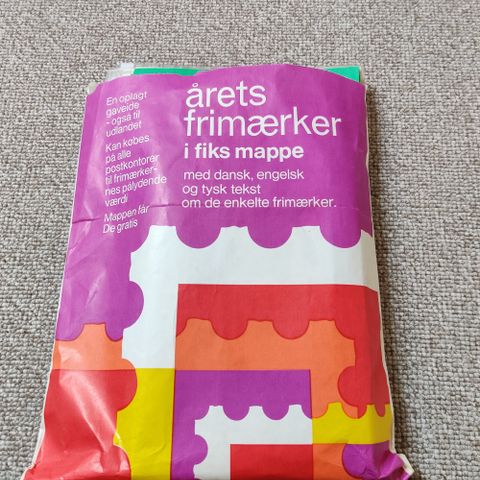 årets
frimærker
i fiks mappe
med dansk, engelsk
og tysk tekst
om de enkelte frimærker.
En oplagt
gaveide
- også til
udlandet
Kan købes
på alle
postkontorer
til frimærker-
nes pålydende
værdi
Mappen får
De gratis